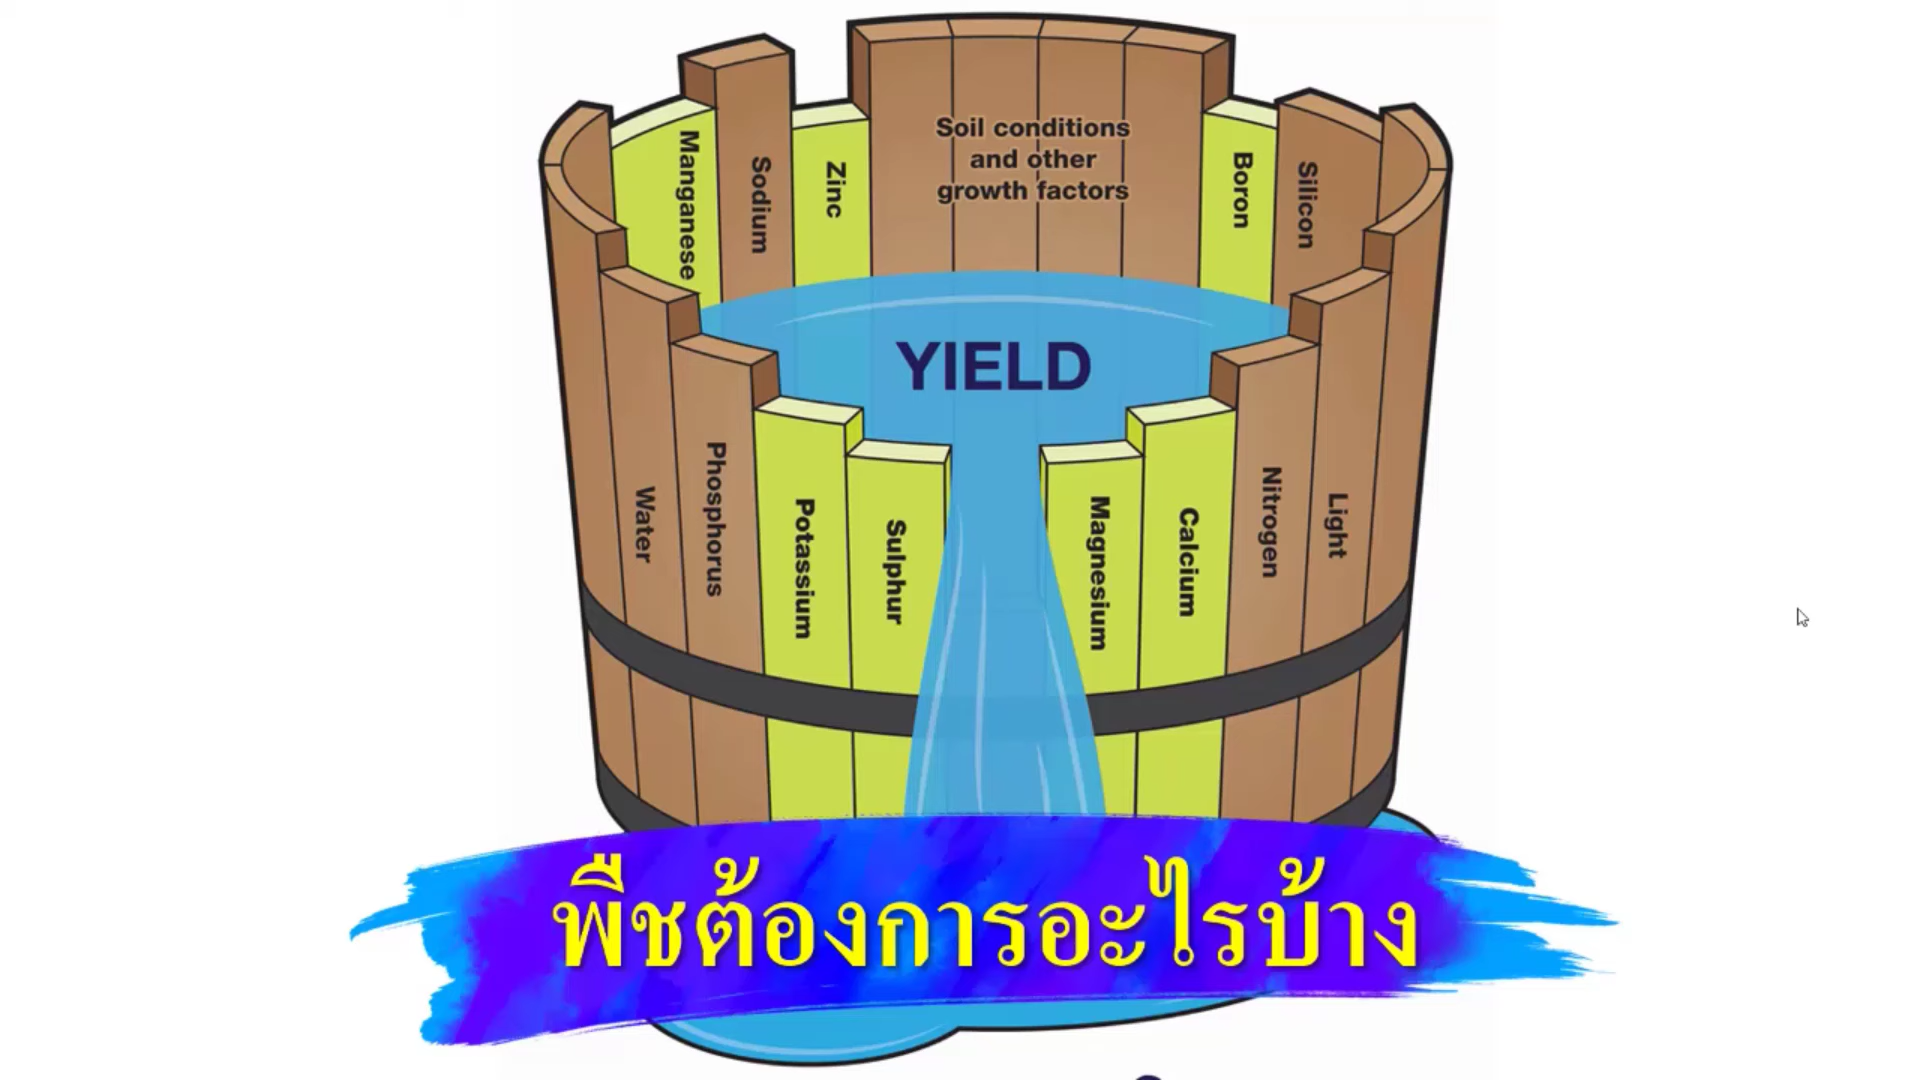 Soil conditions
and other
growth factors
Manganese
Sodium
Zinc
Boron
Silicon
YIELD
Water
Phosphorus
Potassium
Sulphur
Magnesium
Calcium
Nitrogen
Light
พืชต้องการอะไรบ้าง